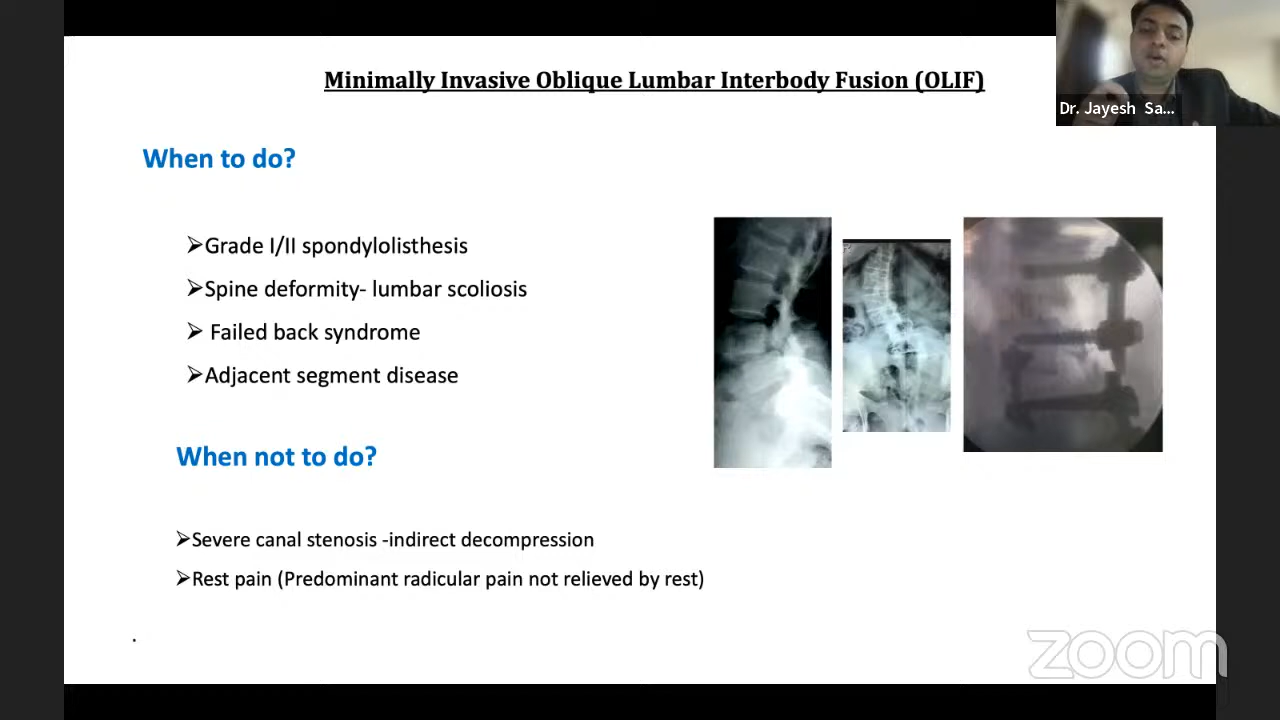 Minimally Invasive Oblique Lumbar Interbody Fusion (OLIF)
Dr. Jayesh Sa...
When to do?
➢Grade I/II spondylolisthesis
➢Spine deformity- lumbar scoliosis
➢ Failed back syndrome
➢Adjacent segment disease
When not to do?
➢Severe canal stenosis -indirect decompression
➢Rest pain (Predominant radicular pain not relieved by rest)
.
zoom